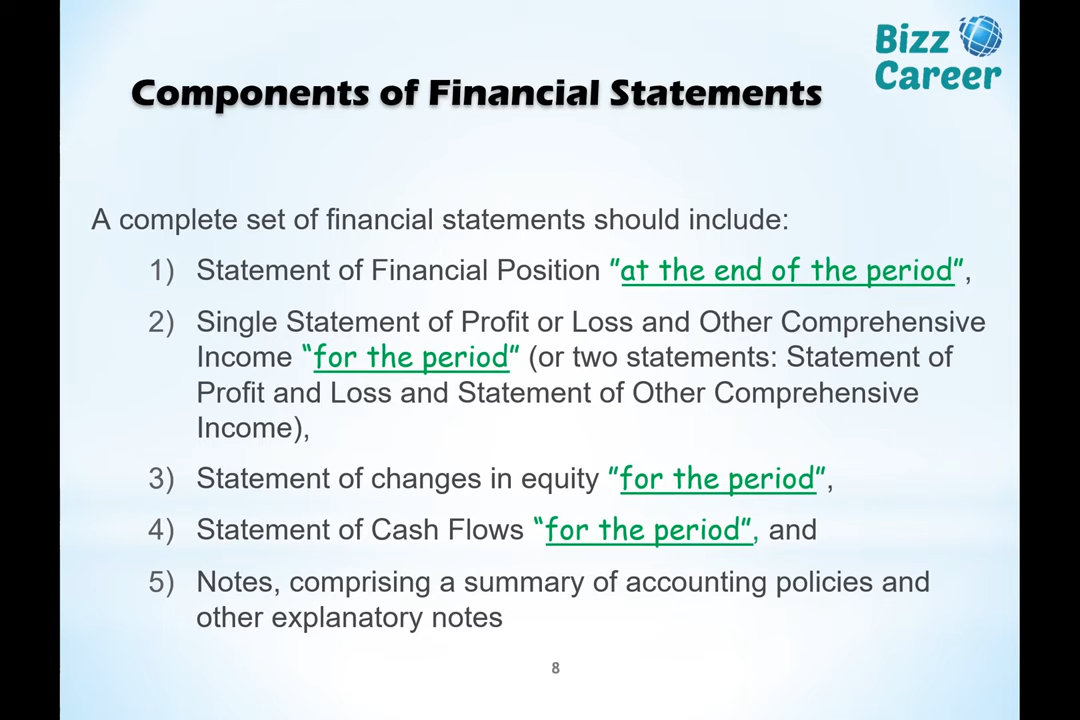 Bizz
Career
Components of Financial Statements
A complete set of financial statements should include:
1) Statement of Financial Position "at the end of the period",
2) Single Statement of Profit or Loss and Other Comprehensive
Income “for the period” (or two statements: Statement of
Profit and Loss and Statement of Other Comprehensive
Income),
3) Statement of changes in equity "for the period",
4) Statement of Cash Flows “for the period”, and
5) Notes, comprising a summary of accounting policies and
other explanatory notes
8